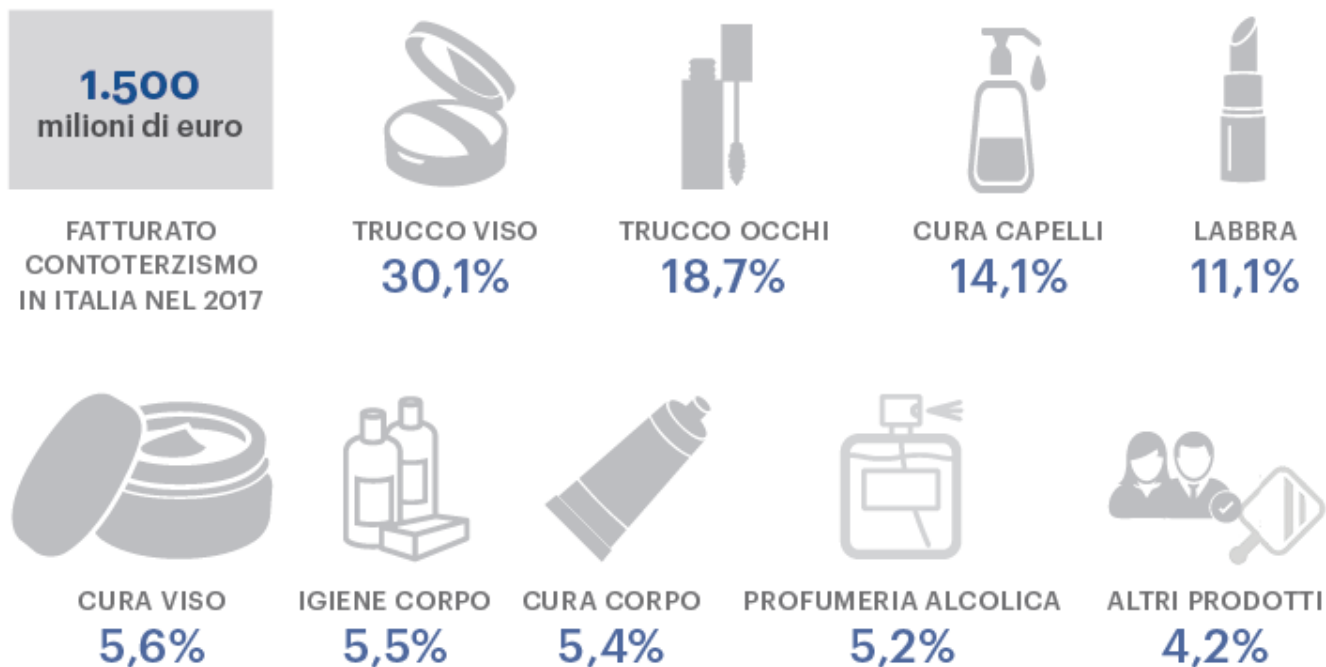 1.500
milioni di euro
FATTURATO
CONTOTERZISMO
IN ITALIA NEL 2017
TRUCCO VISO
30,1%
TRUCCO OCCHI
18,7%
CURA CAPELLI
14,1%
LABBRA
11,1%
CURA VISO
5,6%
IGIENE CORPO
5,5%
CURA CORPO
5,4%
PROFUMERIA ALCOLICA
5,2%
ALTRI PRODOTTI
4,2%